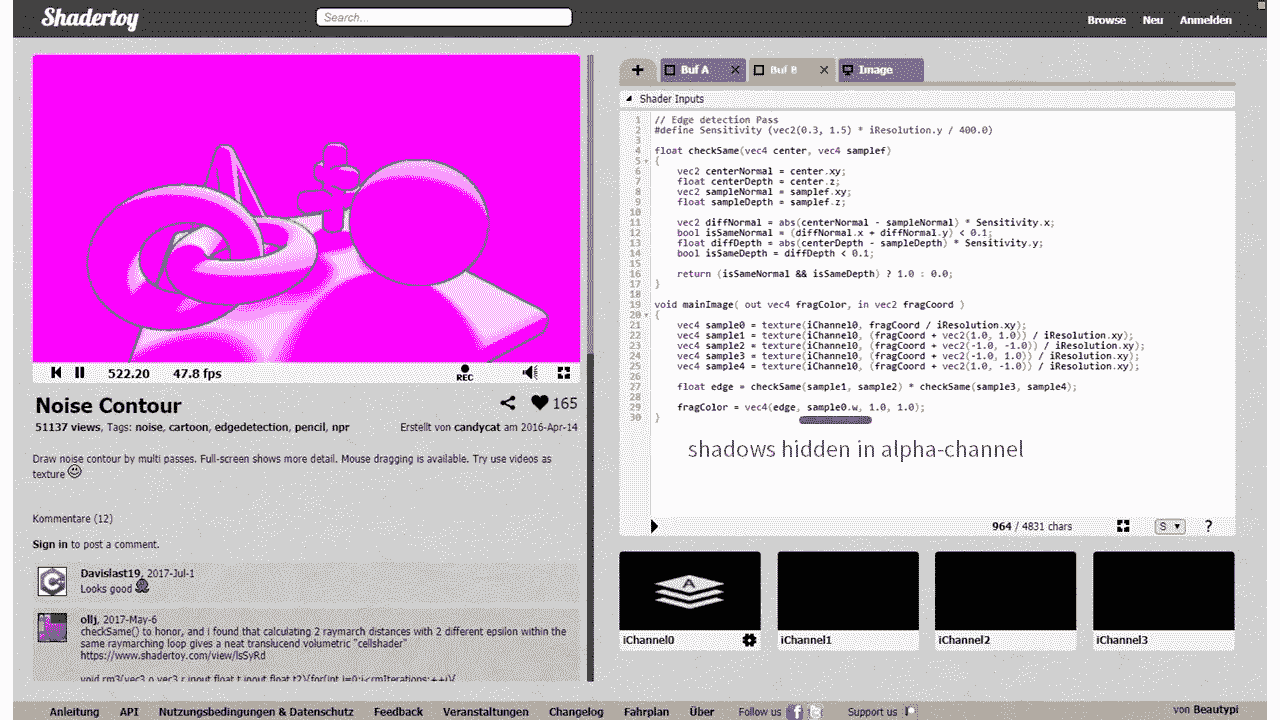 Shadertoy
Search...
Browse Neu Anmelden
+ Buf A × Buf B × Image
Shader Inputs
1 // Edge detection Pass
2 #define Sensitivity (vec2(0.3, 1.5) * iResolution.y / 400.0)
3
4 float checkSame(vec4 center, vec4 samplef)
5 {
6 vec2 centerNormal = center.xy;
7 float centerDepth = center.z;
8 vec2 sampleNormal = samplef.xy;
9 float sampleDepth = samplef.z;
10
11 vec2 diffNormal = abs(centerNormal - sampleNormal) * Sensitivity.x;
12 bool isSameNormal = (diffNormal.x + diffNormal.y) < 0.1;
13 float diffDepth = abs(centerDepth - sampleDepth) * Sensitivity.y;
14 bool isSameDepth = diffDepth < 0.1;
15
16 return (isSameNormal && isSameDepth) ? 1.0 : 0.0;
17 }
18
19 void mainImage( out vec4 fragColor, in vec2 fragCoord )
20 {
21 vec4 sample0 = texture(iChannel0, fragCoord / iResolution.xy);
22 vec4 sample1 = texture(iChannel0, (fragCoord + vec2(1.0, 1.0)) / iResolution.xy);
23 vec4 sample2 = texture(iChannel0, (fragCoord + vec2(-1.0, -1.0)) / iResolution.xy);
24 vec4 sample3 = texture(iChannel0, (fragCoord + vec2(-1.0, 1.0)) / iResolution.xy);
25 vec4 sample4 = texture(iChannel0, (fragCoord + vec2(1.0, -1.0)) / iResolution.xy);
26
27 float edge = checkSame(sample1, sample2) * checkSame(sample3, sample4);
28
29 fragColor = vec4(edge, sample0.w, 1.0, 1.0);
30 }
shadows hidden in alpha-channel
964 / 4831 chars
S
?
A
iChannel0
iChannel1
iChannel2
iChannel3
522.20 47.8 fps REC
Noise Contour 165
51137 views, Tags: noise, cartoon, edgedetection, pencil, npr Erstellt von candycat am 2016-Apr-14
Draw noise contour by multi passes. Full-screen shows more detail. Mouse dragging is available. Try use videos as
texture
Kommentare (12)
Sign in to post a comment.
Davislast19, 2017-Jul-1
Looks good
ollj, 2017-May-6
checkSame() to honor, and i found that calculating 2 raymarch distances with 2 different epsilon within the
same raymarching loop gives a neat translucend volumetric "cellshader"
https://www.shadertoy.com/view/lsSyRd
void rm3(vec3 o,vec3 r,inout float t,inout float t2){for(int i=0;i<rmIterations;++i){
Anleitung API Nutzungsbedingungen & Datenschutz Feedback Veranstaltungen Changelog Fahrplan Über Follow us Support us von Beautypi